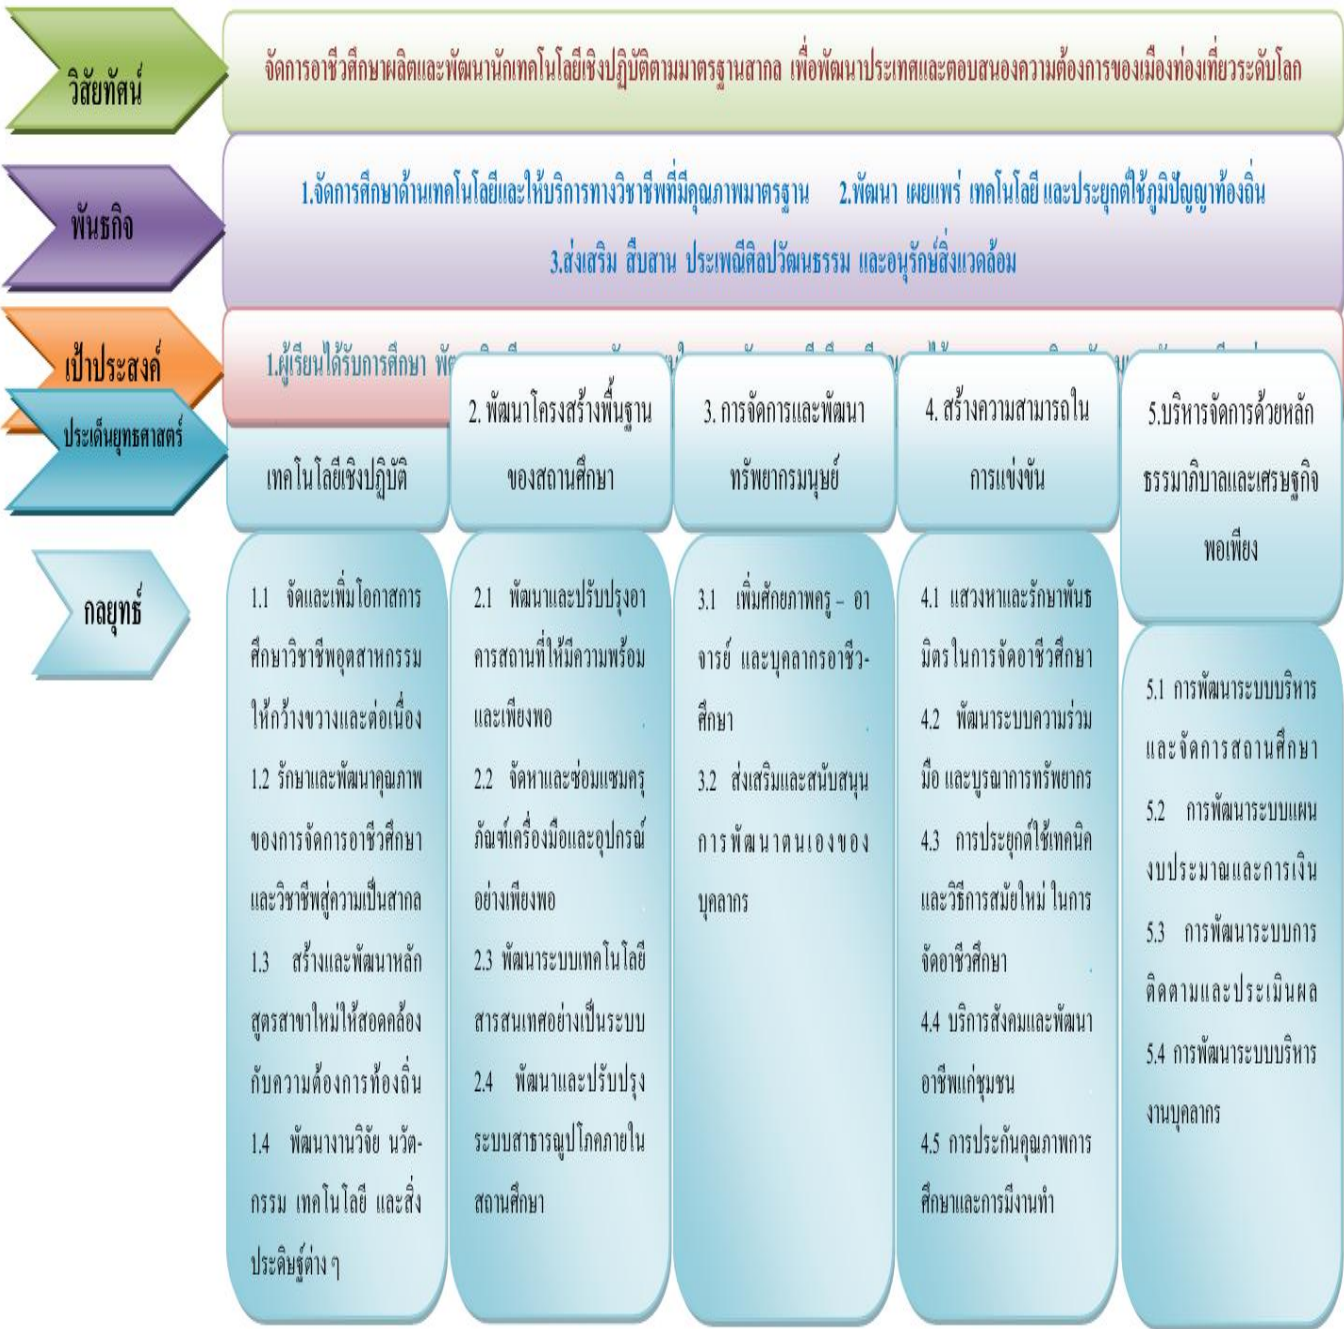 วิสัยทัศน์
จัดการอาชีวศึกษาผลิตและพัฒนานักเทคโนโลยีเชิงปฏิบัติตามมาตรฐานสากล เพื่อพัฒนาประเทศและตอบสนองความต้องการของเมืองท่องเที่ยวระดับโลก
พันธกิจ
1.จัดการศึกษาด้านเทคโนโลยีและให้บริการทางวิชาชีพที่มีคุณภาพมาตรฐาน 2.พัฒนา เผยแพร่ เทคโนโลยี และประยุกต์ใช้ภูมิปัญญาท้องถิ่น
3.ส่งเสริม สืบสาน ประเพณีศิลปวัฒนธรรม และอนุรักษ์สิ่งแวดล้อม
เป้าประสงค์
1.ผู้เรียนได้รับการศึกษา
ประเด็นยุทธศาสตร์
เทคโนโลยีเชิงปฏิบัติ
2. พัฒนาโครงสร้างพื้นฐาน
ของสถานศึกษา
3. การจัดการและพัฒนา
ทรัพยากรมนุษย์
4. สร้างความสามารถใน
การแข่งขัน
5.บริหารจัดการด้วยหลัก
ธรรมาภิบาลและเศรษฐกิจ
พอเพียง
กลยุทธ์
1.1 จัดและเพิ่มโอกาสการ
ศึกษาวิชาชีพอุตสาหกรรม
ให้กว้างขวางและต่อเนื่อง
1.2 รักษาและพัฒนาคุณภาพ
ของการจัดการอาชีวศึกษา
และวิชาชีพสู่ความเป็นสากล
1.3 สร้างและพัฒนาหลัก
สูตรสาขาใหม่ให้สอดคล้อง
กับความต้องการท้องถิ่น
1.4 พัฒนางานวิจัย นวัต-
กรรม เทคโนโลยี และสิ่ง
ประดิษฐ์ต่าง ๆ
2.1 พัฒนาและปรับปรุงอา
คารสถานที่ให้มีความพร้อม
และเพียงพอ .
2.2 จัดหาและซ่อมแซมครุ
ภัณฑ์เครื่องมือและอุปกรณ์
อย่างเพียงพอ .
2.3 พัฒนาระบบเทคโนโลยี
สารสนเทศอย่างเป็นระบบ
2.4 พัฒนาและปรับปรุง
ระบบสาธารณูปโภคภายใน
สถานศึกษา
3.1 เพิ่มศักยภาพครู – อา
จารย์ และบุคลากรอาชีว-
ศึกษา .
3.2 ส่งเสริมและสนับสนุน
การพัฒนาตนเองของ
บุคลากร
4.1 แสวงหาและรักษาพันธ
มิตรในการจัดอาชีวศึกษา
4.2 พัฒนาระบบความร่วม
มือ และบูรณาการทรัพยากร
4.3 การประยุกต์ใช้เทคนิค
และวิธีการสมัยใหม่ ในการ
จัดอาชีวศึกษา .
4.4 บริการสังคมและพัฒนา
อาชีพแก่ชุมชน
4.5 การประกันคุณภาพการ
ศึกษาและการมีงานทำ
5.1 การพัฒนาระบบบริหาร
และจัดการสถานศึกษา
5.2 การพัฒนาระบบแผน
งบประมาณและการเงิน
5.3 การพัฒนาระบบการ
ติดตามและประเมินผล
5.4 การพัฒนาระบบบริหาร
งานบุคลากร